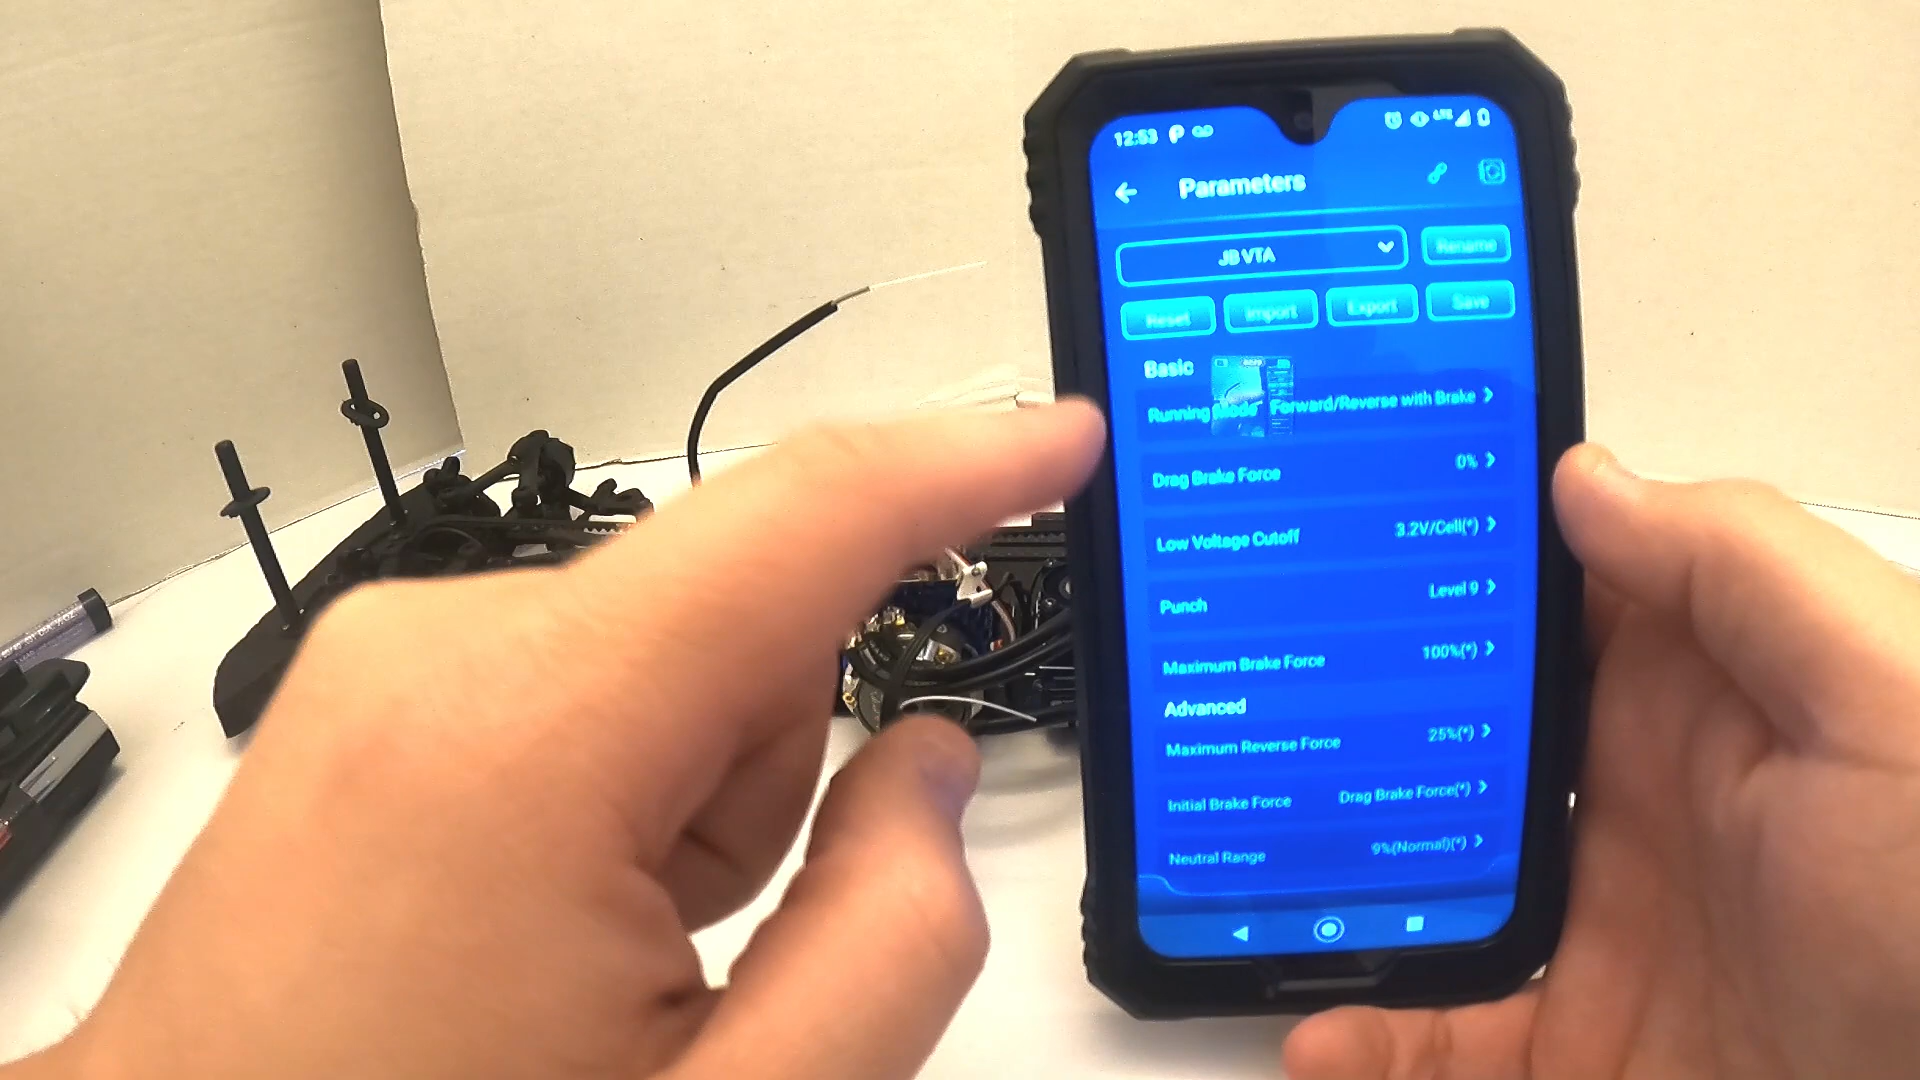 12:53 LTE
Parameters
JB VTA Rename
Reset Import Export Save
Basic
Running Mode Forward/Reverse with Brake
Drag Brake Force 0%
Low Voltage Cutoff 3.2V/Cell(*)
Punch Level 9
Maximum Brake Force 100%(*)
Advanced
Maximum Reverse Force 25%(*)
Initial Brake Force Drag Brake Force(*)
Neutral Range 9%(Normal)(*)